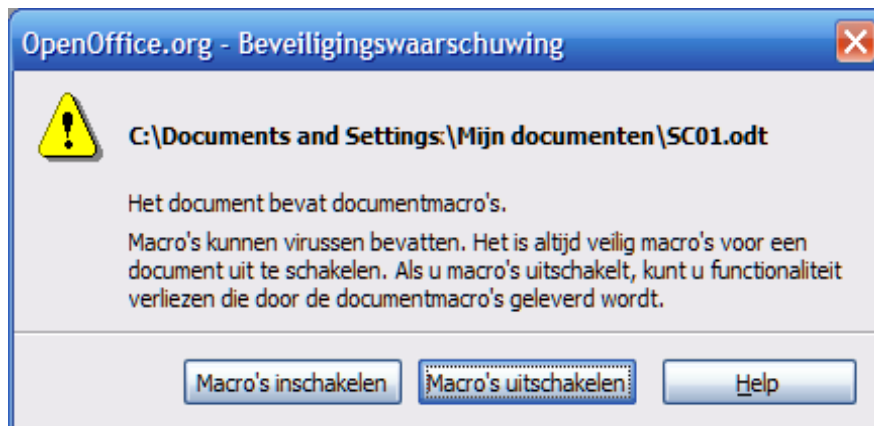 OpenOffice.org - Beveiligingswaarschuwing
C:\Documents and Settings:\Mijn documenten\SC01.odt
Het document bevat documentmacro's.
Macro's kunnen virussen bevatten. Het is altijd veilig macro's voor een
document uit te schakelen. Als u macro's uitschakelt, kunt u functionaliteit
verliezen die door de documentmacro's geleverd wordt.
Macro's inschakelen
Macro's uitschakelen
Help